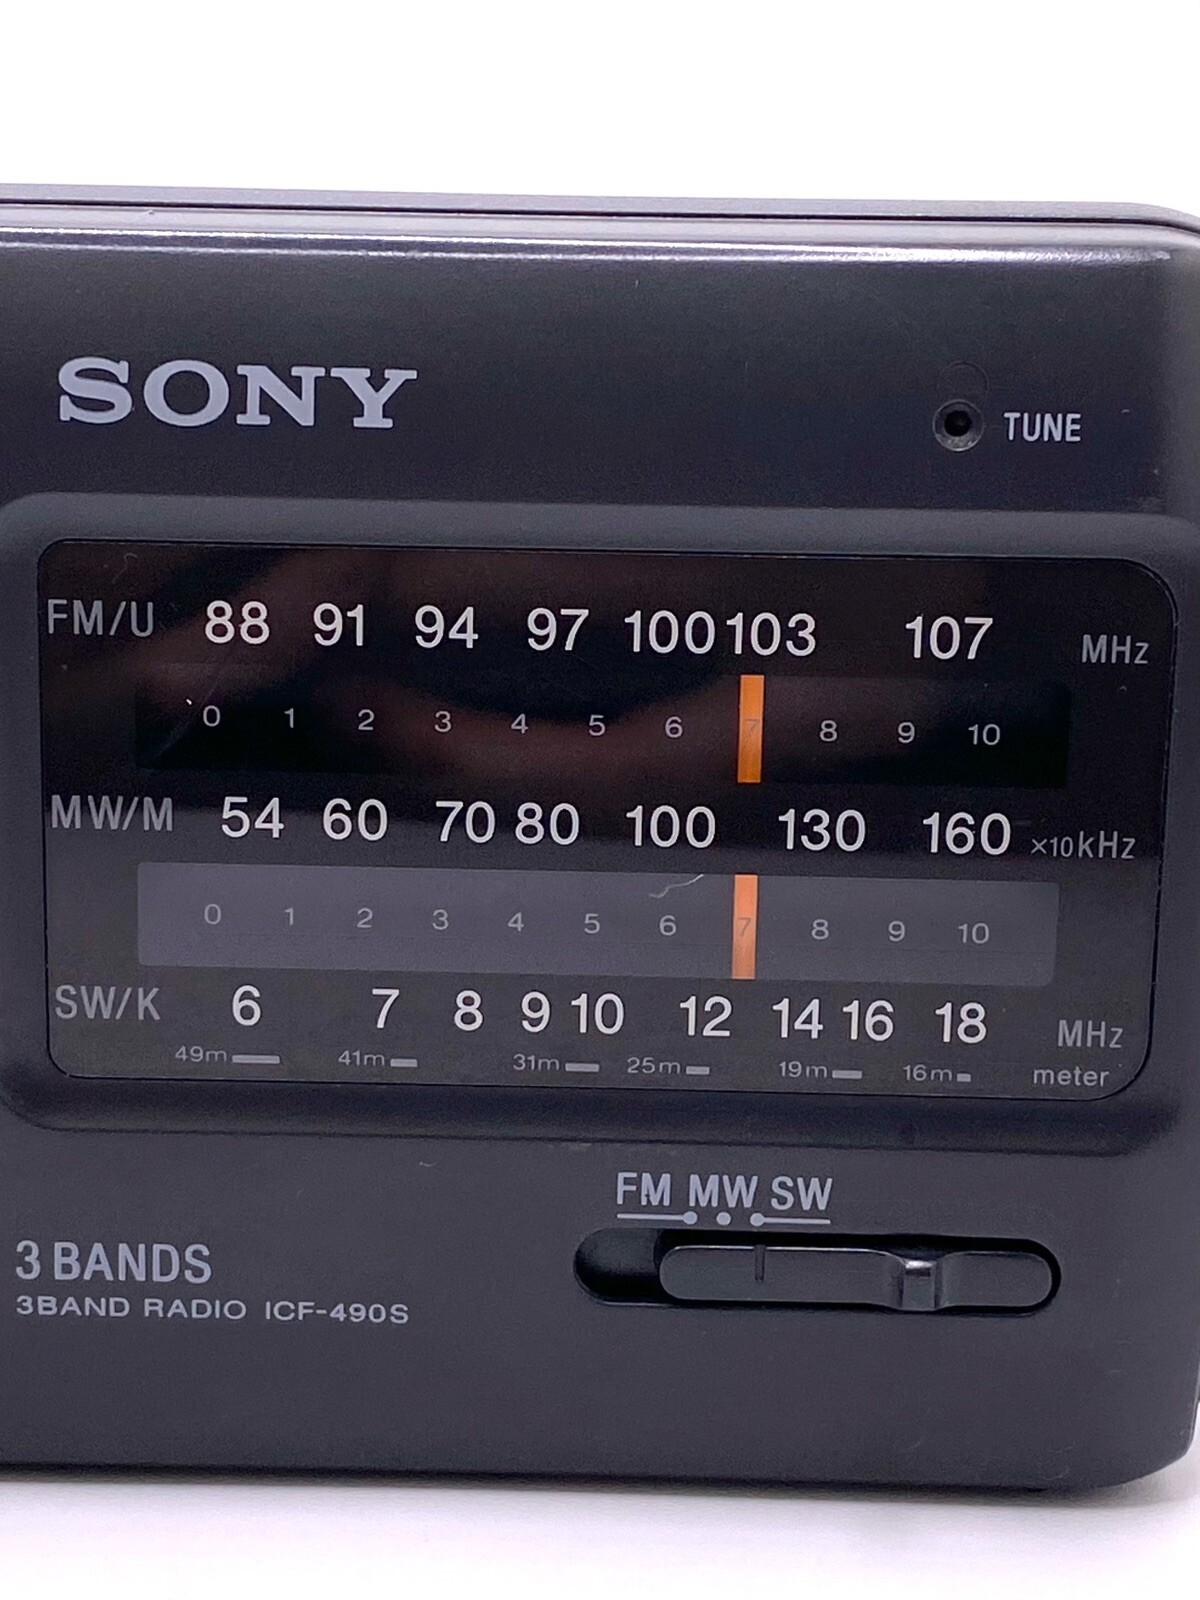 SONY
TUNE
FM/U 88 91 94 97 100 103 107 MHz
0 1 2 3 4 5 6 7 8 9 10
MW/M 54 60 70 80 100 130 160 ×10kHz
0 1 2 3 4 5 6 7 8 9 10
SW/K 6 7 8 9 10 12 14 16 18 MHz
49m 41m 31m 25m 19m 16m meter
FM MW SW
3 BANDS
3BAND RADIO ICF-490S